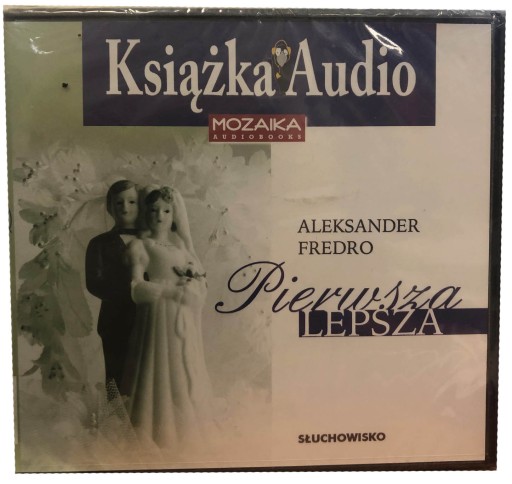 Książka Audio
MOZAIKA
AUDIOBOOKS
ALEKSANDER
FREDRO
Pierwsza
LEPSZA
SŁUCHOWISKO